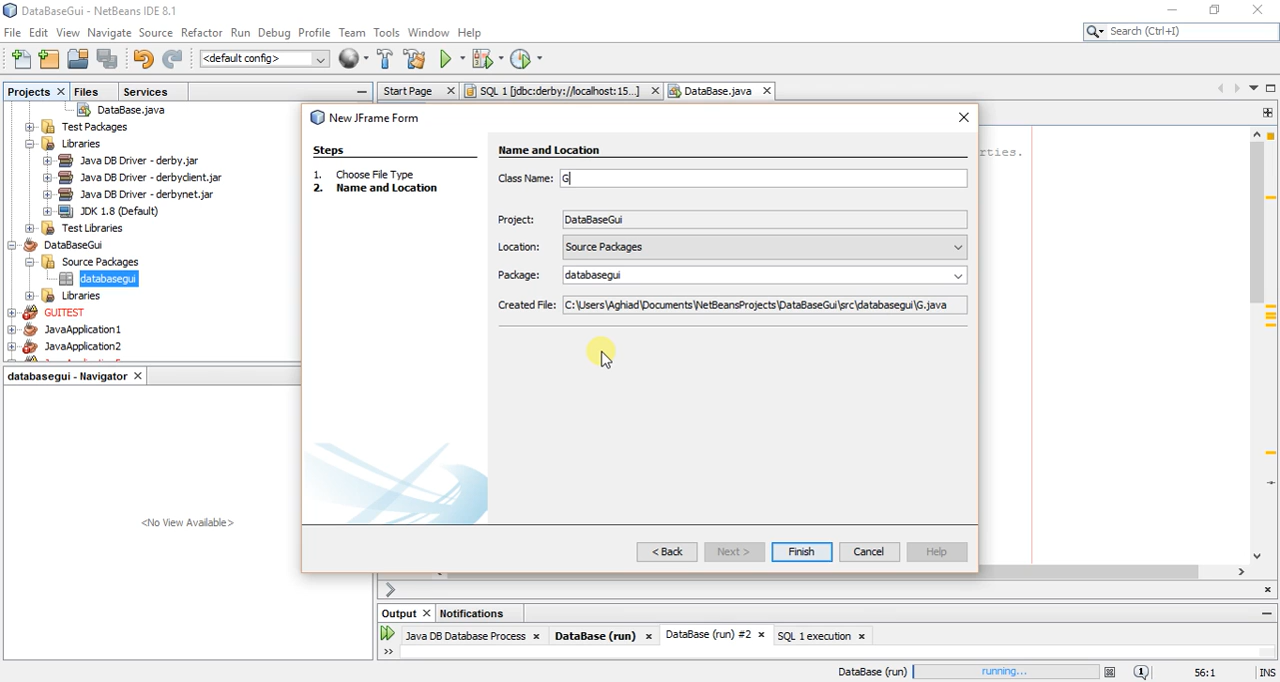 DataBaseGui - NetBeans IDE 8.1
File Edit View Navigate Source Refactor Run Debug Profile Team Tools Window Help
Search (Ctrl+I)
<default config>
Projects Files Services
Start Page SQL 1 [jdbc:derby://localhost:15...] DataBase.java
DataBase.java
Test Packages
Libraries
Java DB Driver - derby.jar
Java DB Driver - derbyclient.jar
Java DB Driver - derbynet.jar
JDK 1.8 (Default)
Test Libraries
DataBaseGui
Source Packages
databasegui
Libraries
GUITEST
JavaApplication1
JavaApplication2
databasegui - Navigator
<No View Available>
New JFrame Form
Steps
1. Choose File Type
2. Name and Location
Name and Location
Class Name: G
Project: DataBaseGui
Location: Source Packages
Package: databasegui
Created File: C:\Users\Aghiad\Documents\NetBeansProjects\DataBaseGui\src\databasegui\G.java
< Back Next > Finish Cancel Help
rties.
Output Notifications
Java DB Database Process DataBase (run) DataBase (run) #2 SQL 1 execution
>>
DataBase (run) running... 1 56:1 INS